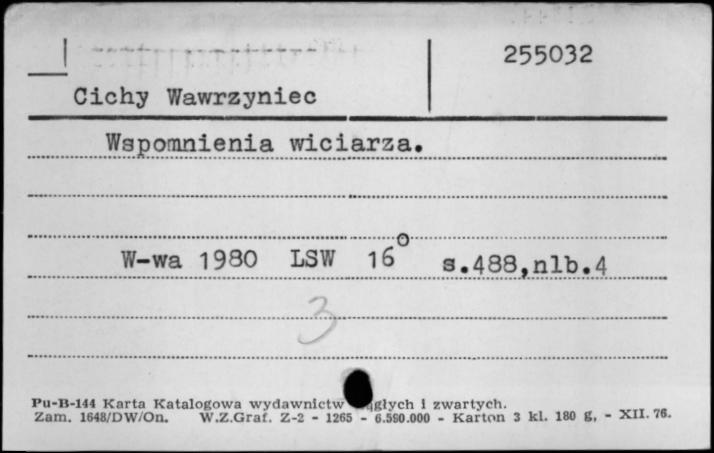 255032
Cichy Wawrzyniec
Wspomnienia wiciarza.
W-wa 1980 LSW 16° s.488,nlb.4
3
Pu-B-144 Karta Katalogowa wydawnictw i zwartych.
Zam. 1648/DW/On. W.Z.Graf. Z-2 - 1265 - 6.590.000 - Karton 3 kl. 180 g, - XII. 76.